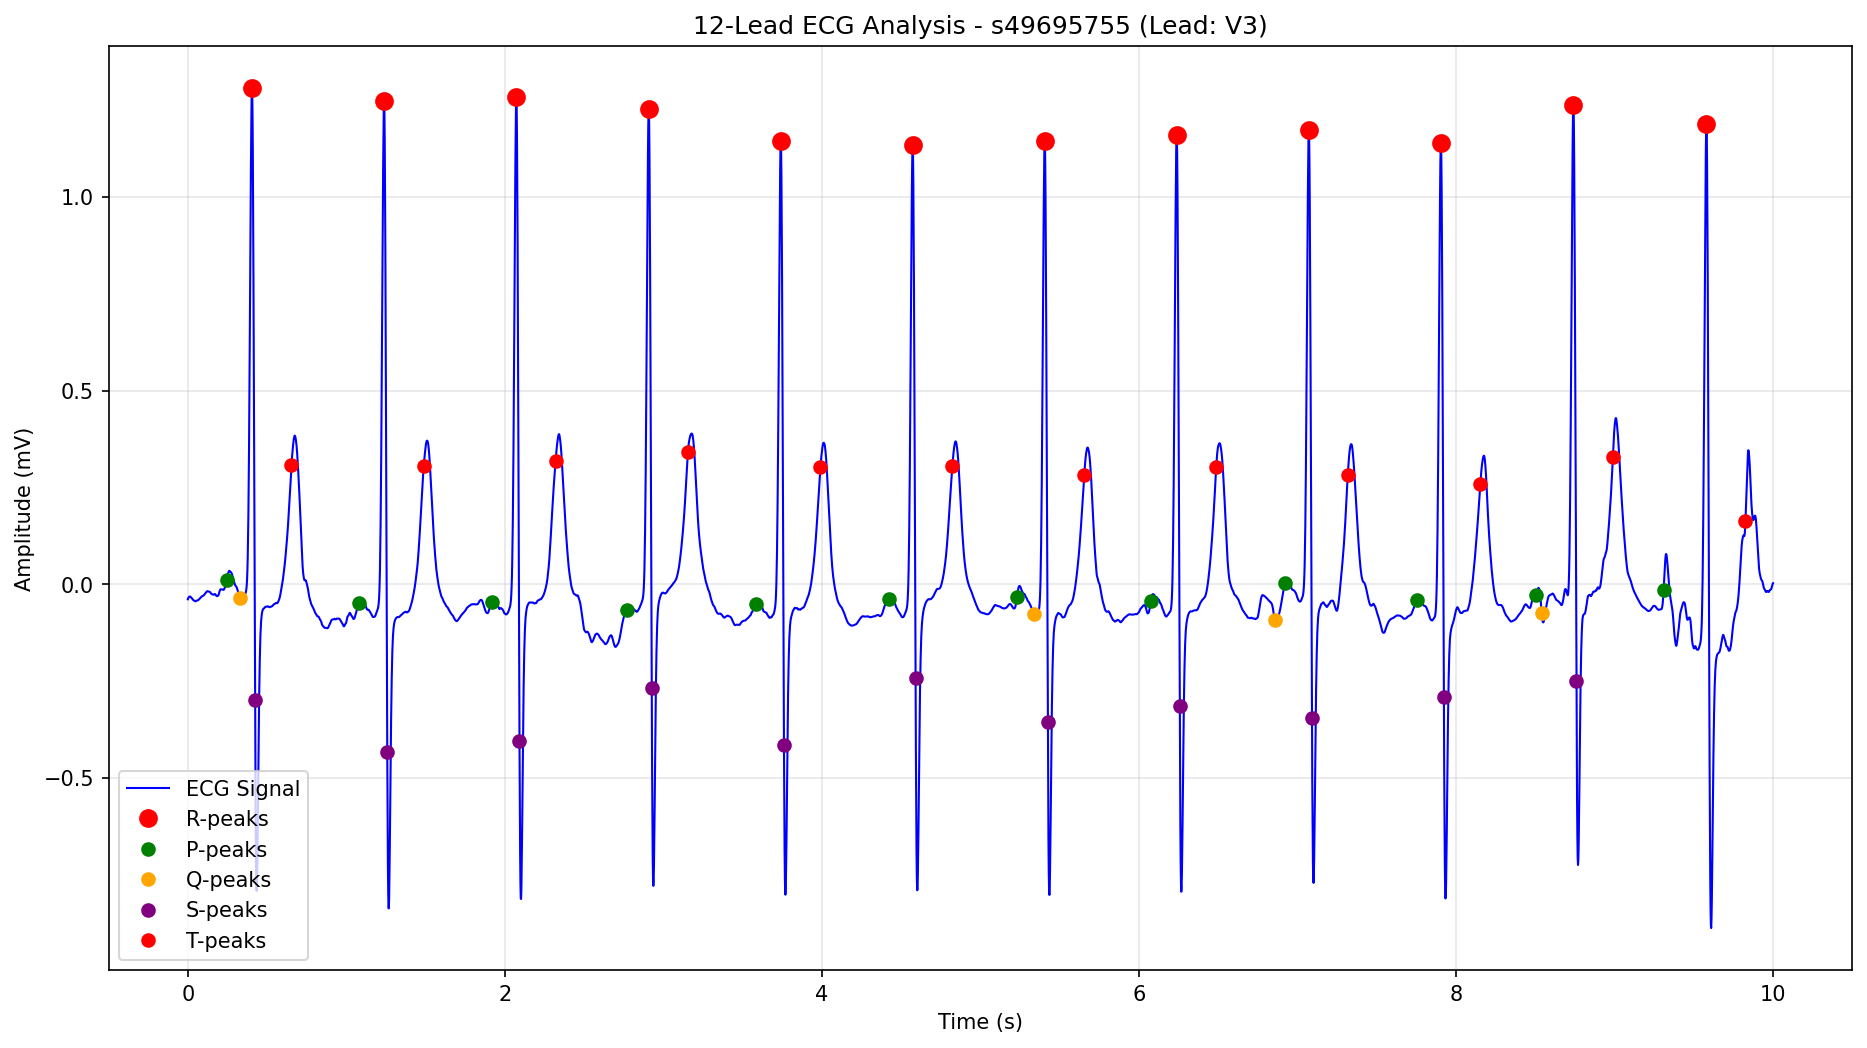 12-Lead ECG Analysis - s49695755 (Lead: V3)
Amplitude (mV)
1.0
0.5
0.0
−0.5
ECG Signal
R-peaks
P-peaks
Q-peaks
S-peaks
T-peaks
0 2 4 6 8 10
Time (s)